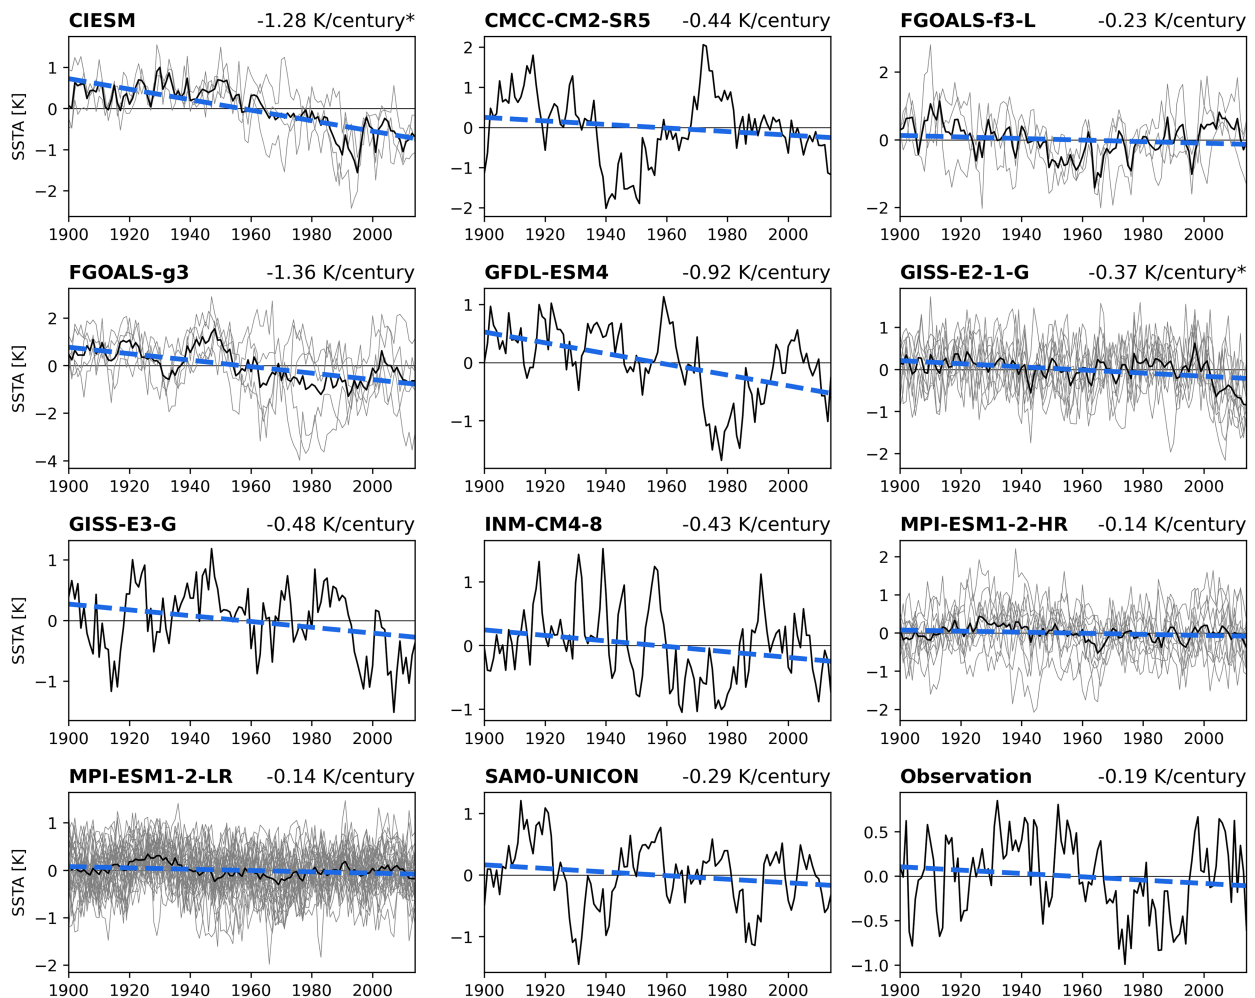 CIESM -1.28 K/century*
CMCC-CM2-SR5 -0.44 K/century
FGOALS-f3-L -0.23 K/century
SSTA [K]
1
0
−1
−2
2
1
0
−1
−2
2
0
−2
1900 1920 1940 1960 1980 2000
1900 1920 1940 1960 1980 2000
1900 1920 1940 1960 1980 2000
FGOALS-g3 -1.36 K/century
GFDL-ESM4 -0.92 K/century
GISS-E2-1-G -0.37 K/century*
SSTA [K]
2
0
−2
−4
1
0
−1
1
0
−1
−2
1900 1920 1940 1960 1980 2000
1900 1920 1940 1960 1980 2000
1900 1920 1940 1960 1980 2000
GISS-E3-G -0.48 K/century
INM-CM4-8 -0.43 K/century
MPI-ESM1-2-HR -0.14 K/century
SSTA [K]
1
0
−1
1
0
−1
2
1
0
−1
−2
1900 1920 1940 1960 1980 2000
1900 1920 1940 1960 1980 2000
1900 1920 1940 1960 1980 2000
MPI-ESM1-2-LR -0.14 K/century
SAM0-UNICON -0.29 K/century
Observation -0.19 K/century
SSTA [K]
1
0
−1
−2
1
0
−1
0.5
0.0
−0.5
−1.0
1900 1920 1940 1960 1980 2000
1900 1920 1940 1960 1980 2000
1900 1920 1940 1960 1980 2000